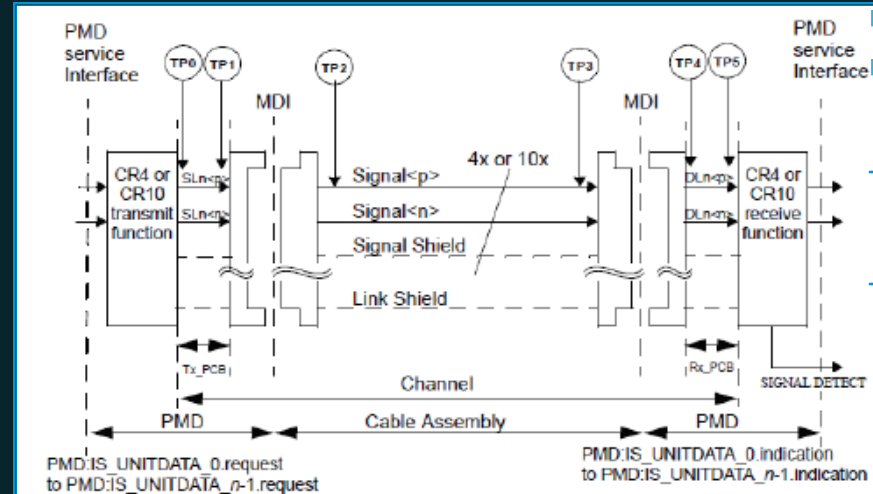 PMD
service
Interface
PMD
service
Interface
TP0
TP1
TP2
TP3
TP4
TP5
MDI
MDI
CR4 or
CR10
transmit
function
SLn<p>
SLn<n>
Signal<p>
Signal<n>
4x or 10x
Signal Shield
Link Shield
DLn<p>
DLn<n>
CR4 or
CR10
receive
function
Tx_PCB
Rx_PCB
SIGNAL DETECT
Channel
PMD
Cable Assembly
PMD
PMD:IS_UNITDATA_0.request
to PMD:IS_UNITDATA_n-1.request
PMD:IS_UNITDATA_0.indication
to PMD:IS_UNITDATA_n-1.indication